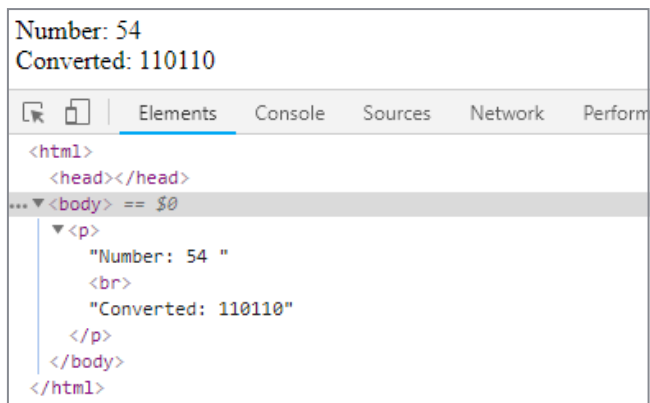 Number: 54
Converted: 110110
Elements Console Sources Network Perform
<html>
<head></head>
... ▼<body> == $0
▼<p>
"Number: 54 "
<br>
"Converted: 110110"
</p>
</body>
</html>